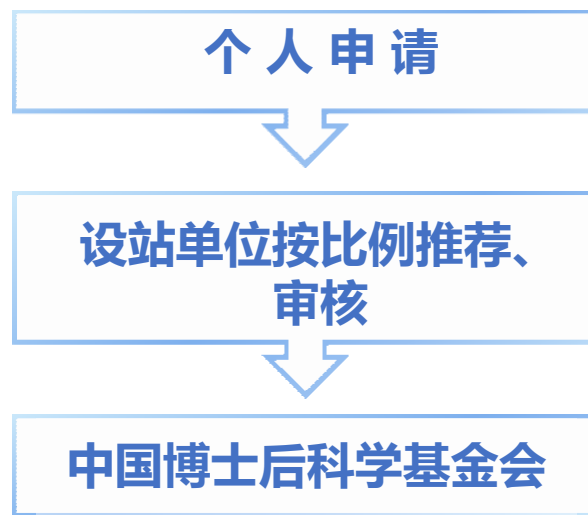 个人申请
设站单位按比例推荐、
审核
中国博士后科学基金会